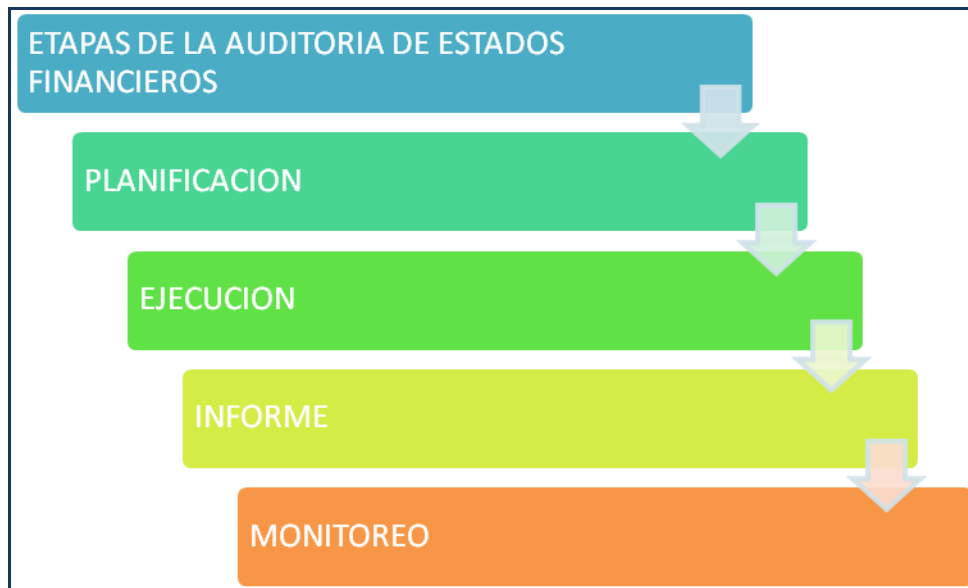 ETAPAS DE LA AUDITORIA DE ESTADOS
FINANCIEROS
PLANIFICACION
EJECUCION
INFORME
MONITOREO